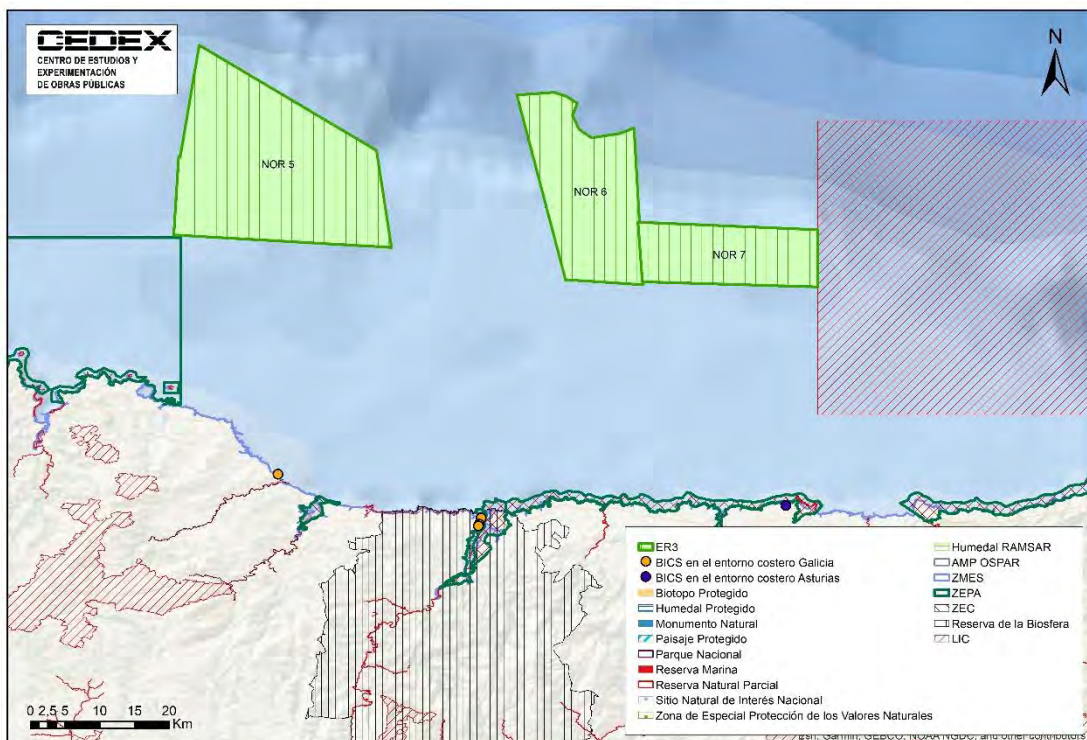 CEDEX
CENTRO DE ESTUDIOS Y
EXPERIMENTACIÓN
DE OBRAS PÚBLICAS
N
NOR 5
NOR 6
NOR 7
ER3
BICS en el entorno costero Galicia
BICS en el entorno costero Asturias
Biotopo Protegido
Humedal Protegido
Monumento Natural
Paisaje Protegido
Parque Nacional
Reserva Marina
Reserva Natural Parcial
Sitio Natural de Interés Nacional
Zona de Especial Protección de los Valores Naturales
Humedal RAMSAR
AMP OSPAR
ZMES
ZEPA
ZEC
Reserva de la Biosfera
LIC
0 2,5 5 10 15 20
Km
Esri, Garmin, GEBCO, NOAA NGDC, and other contributors